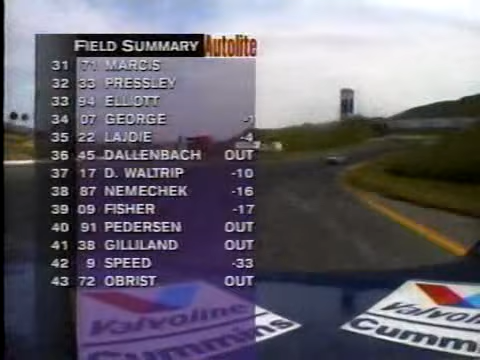 FIELD SUMMARY Autolite
31 71 MARCIS
32 33 PRESSLEY
33 94 ELLIOTT
34 07 GEORGE -1
35 22 LAJOIE -4
36 45 DALLENBACH OUT
37 17 D. WALTRIP -10
38 87 NEMECHEK -16
39 09 FISHER -17
40 91 PEDERSEN OUT
41 38 GILLILAND OUT
42 9 SPEED -33
43 72 OBRIST OUT
Valvoline Valvoline
Cummins Cummins